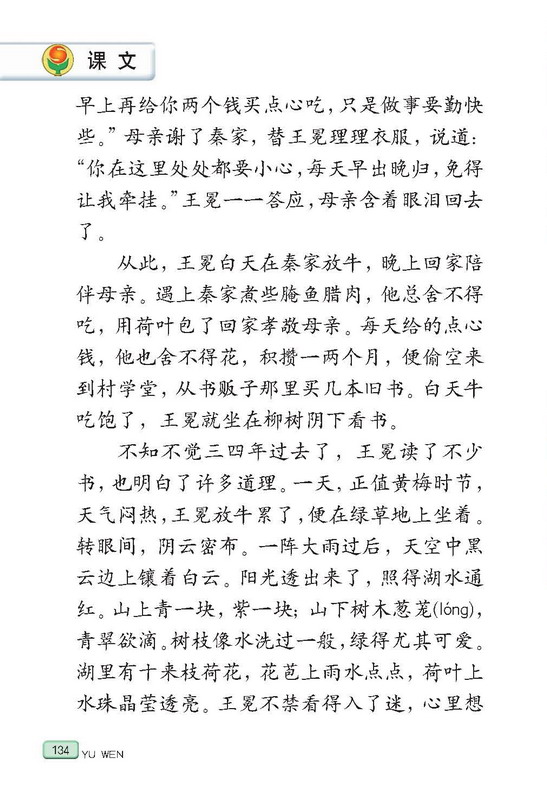 课文
早上再给你两个钱买点心吃，只是做事要勤快
些。”母亲谢了秦家，替王冕理理衣服，说道：
“你在这里处处都要小心，每天早出晚归，免得
让我牵挂。”王冕一一答应，母亲含着眼泪回去
了。
从此，王冕白天在秦家放牛，晚上回家陪
伴母亲。遇上秦家煮些腌鱼腊肉，他总舍不得
吃，用荷叶包了回家孝敬母亲。每天给的点心
钱，他也舍不得花，积攒一两个月，便偷空来
到村学堂，从书贩子那里买几本旧书。白天牛
吃饱了，王冕就坐在柳树阴下看书。
不知不觉三四年过去了，王冕读了不少
书，也明白了许多道理。一天，正值黄梅时节，
天气闷热，王冕放牛累了，便在绿草地上坐着。
转眼间，阴云密布。一阵大雨过后，天空中黑
云边上镶着白云。阳光透出来了，照得湖水通
红。山上青一块，紫一块；山下树木葱茏(lóng)，
青翠欲滴。树枝像水洗过一般，绿得尤其可爱。
湖里有十来枝荷花，花苞上雨水点点，荷叶上
水珠晶莹透亮。王冕不禁看得入了迷，心里想
134 YU WEN